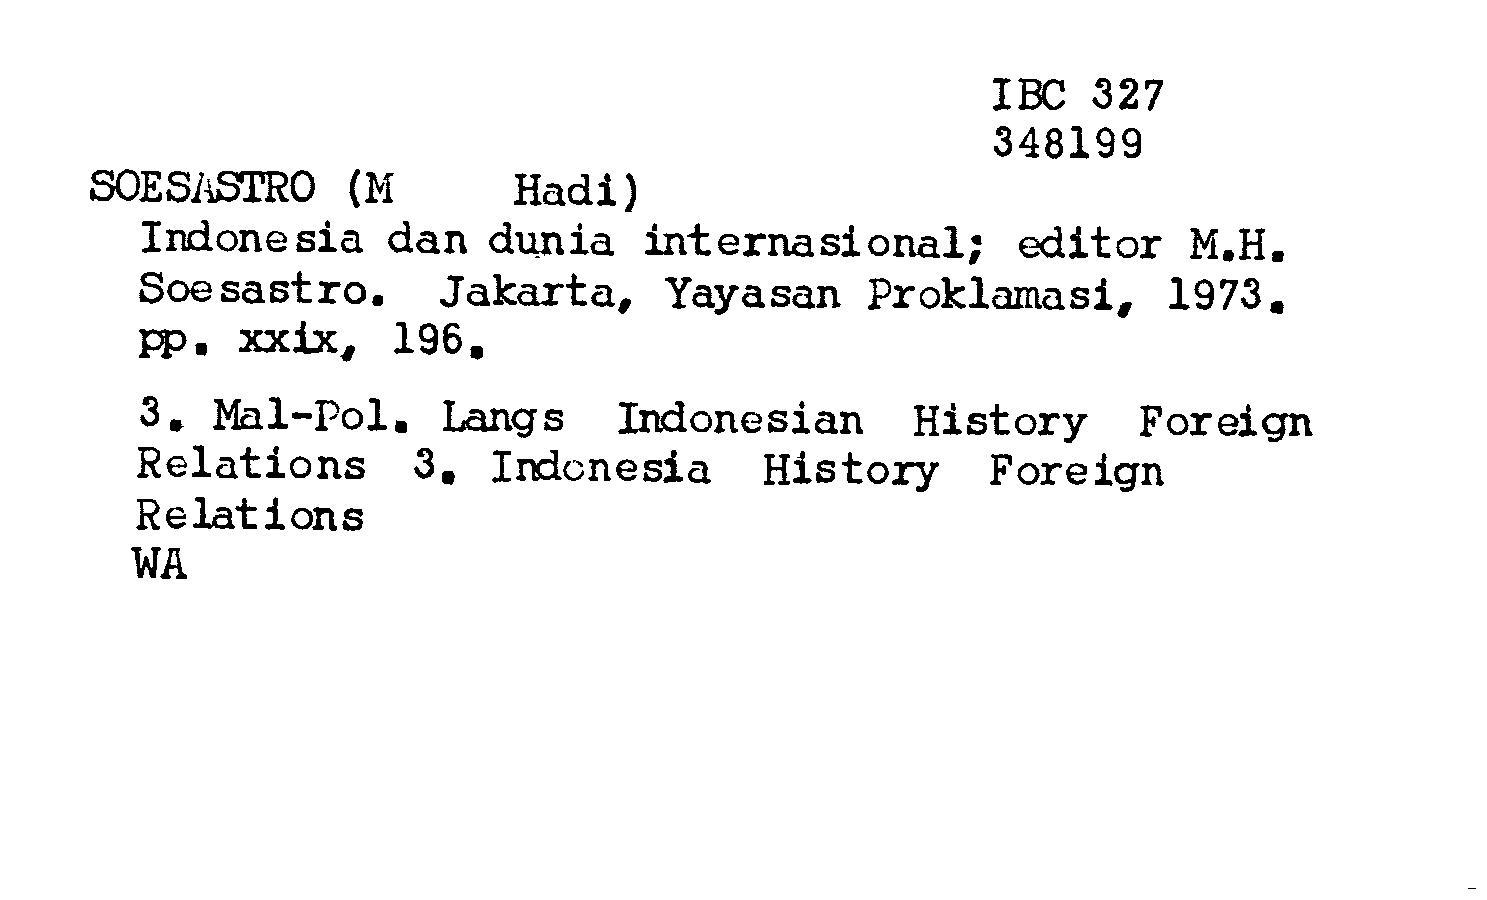 IBC 327
348199
SOESASTRO (M Hadi)
Indonesia dan dunia internasional; editor M.H.
Soesastro. Jakarta, Yayasan Proklamasi, 1973.
pp. xxix, 196.
3. Mal-Pol. Langs Indonesian History Foreign
Relations 3. Indonesia History Foreign
Relations
WA